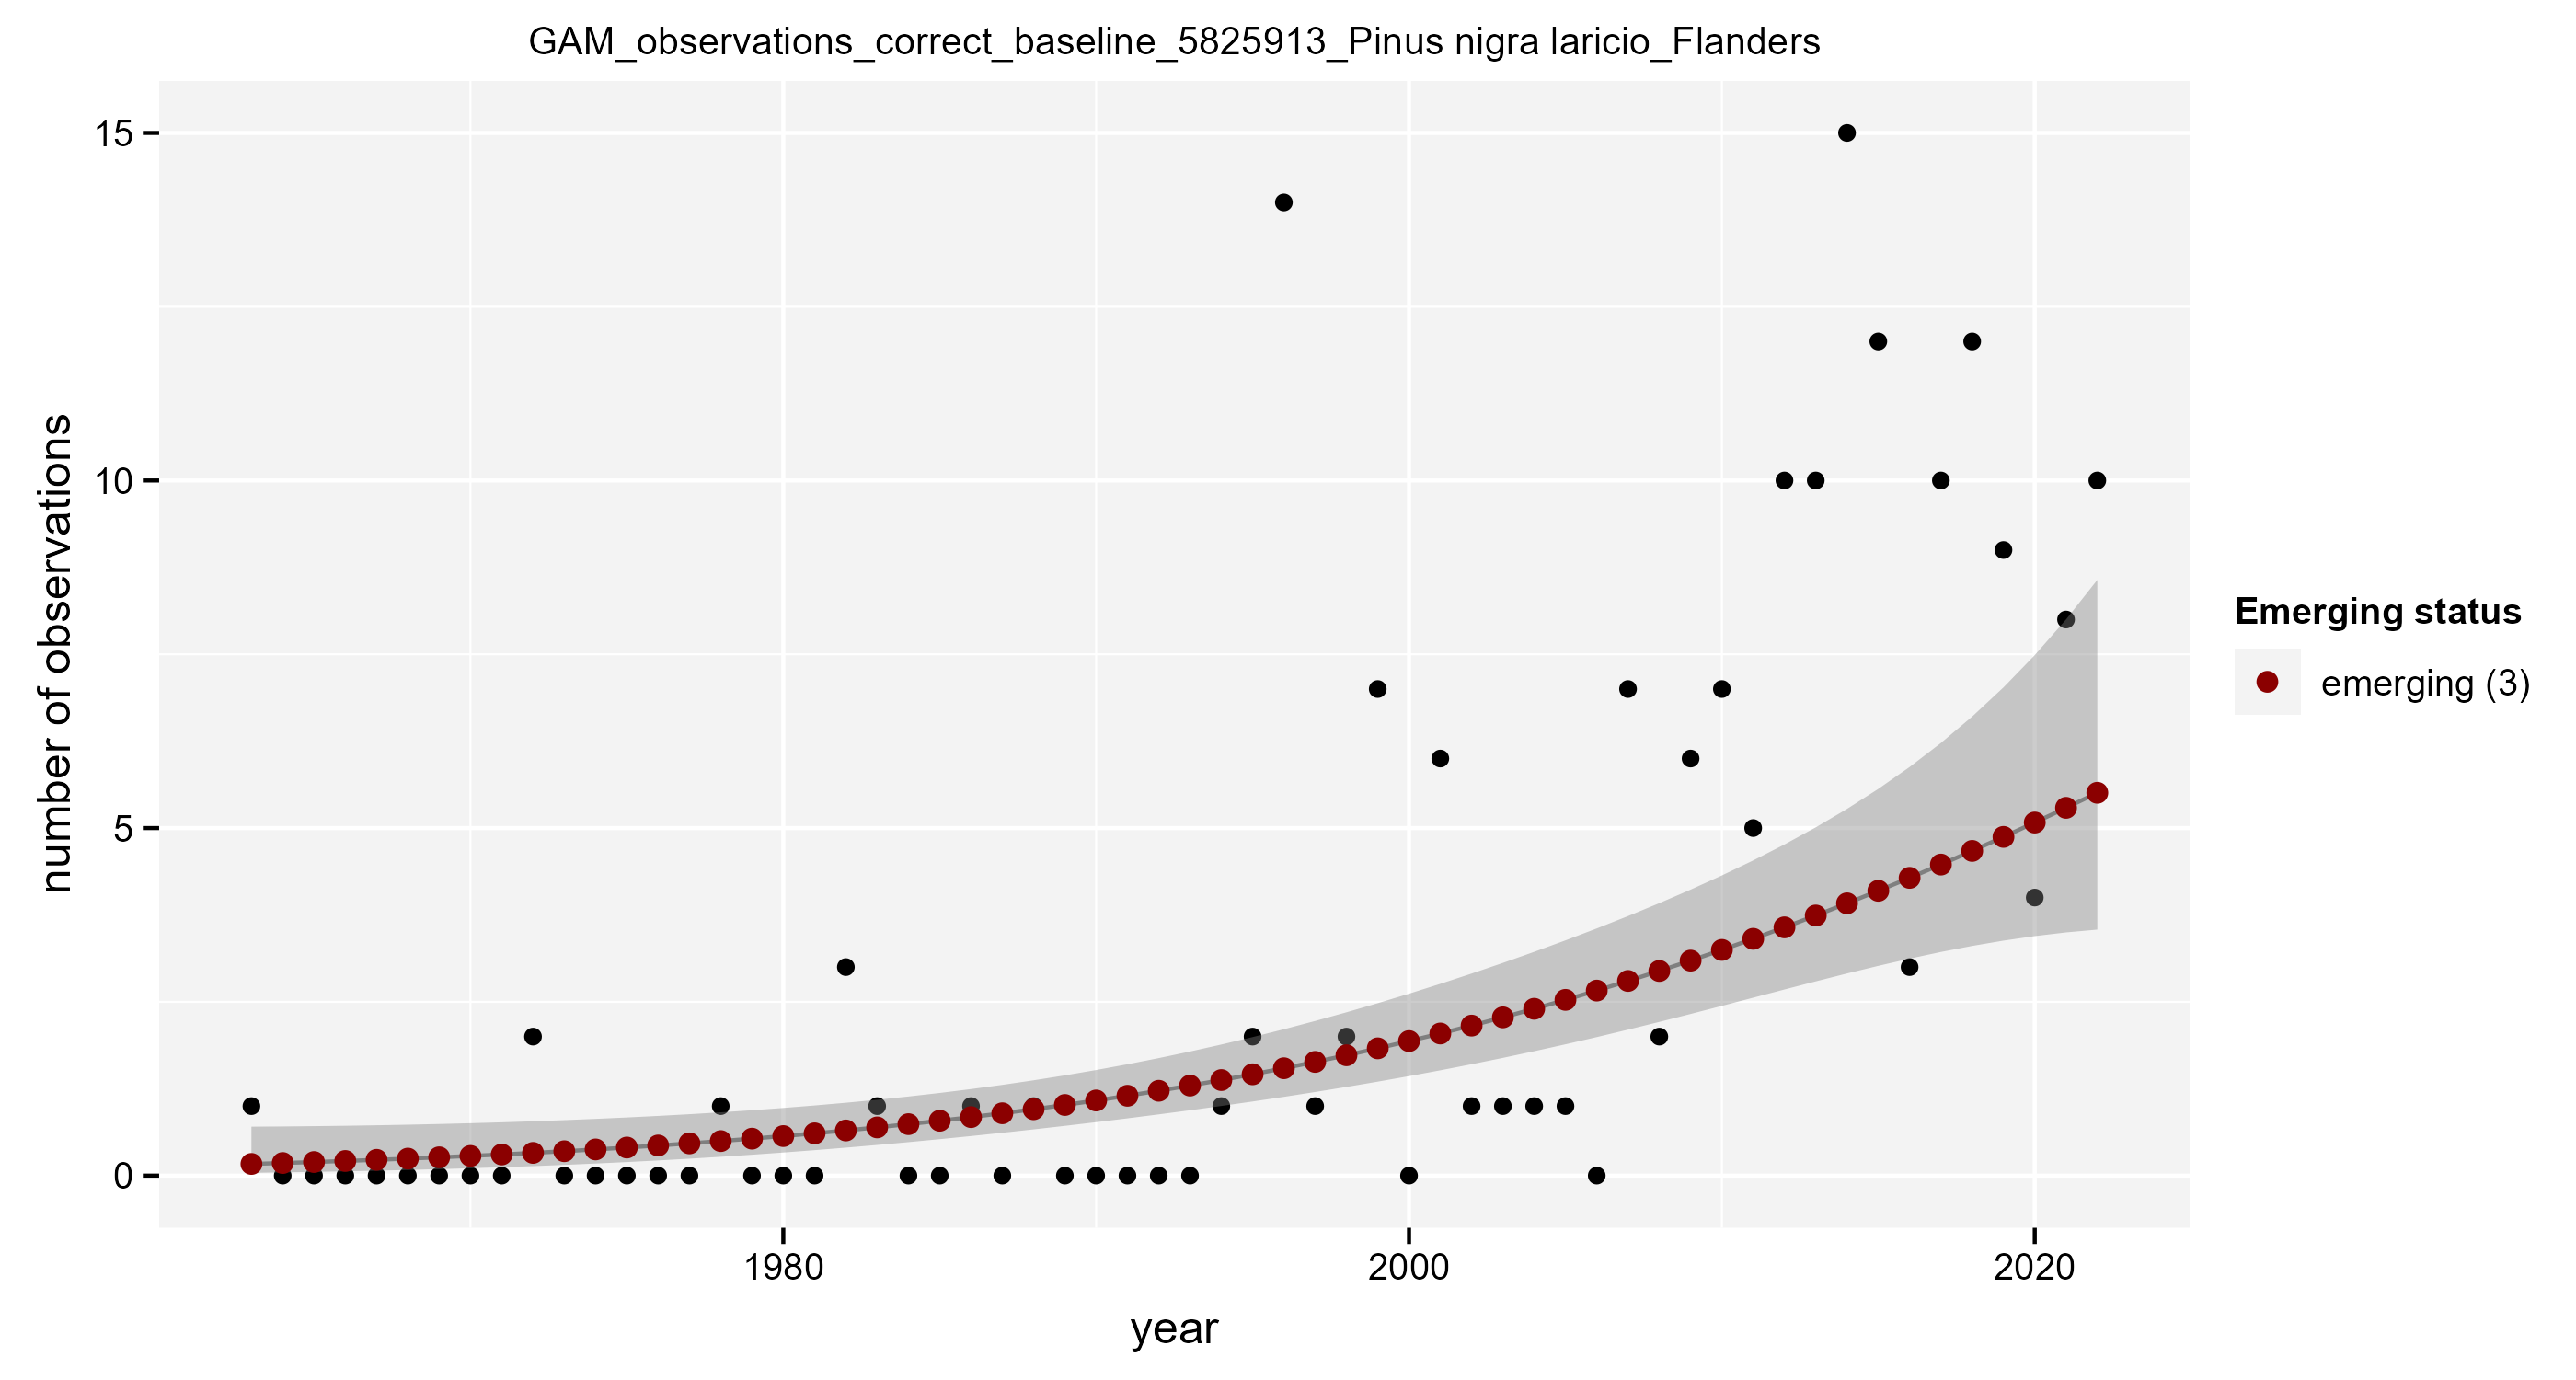 GAM_observations_correct_baseline_5825913_Pinus nigra laricio_Flanders
15
10
5
0
number of observations
1980
2000
2020
year
Emerging status
emerging (3)